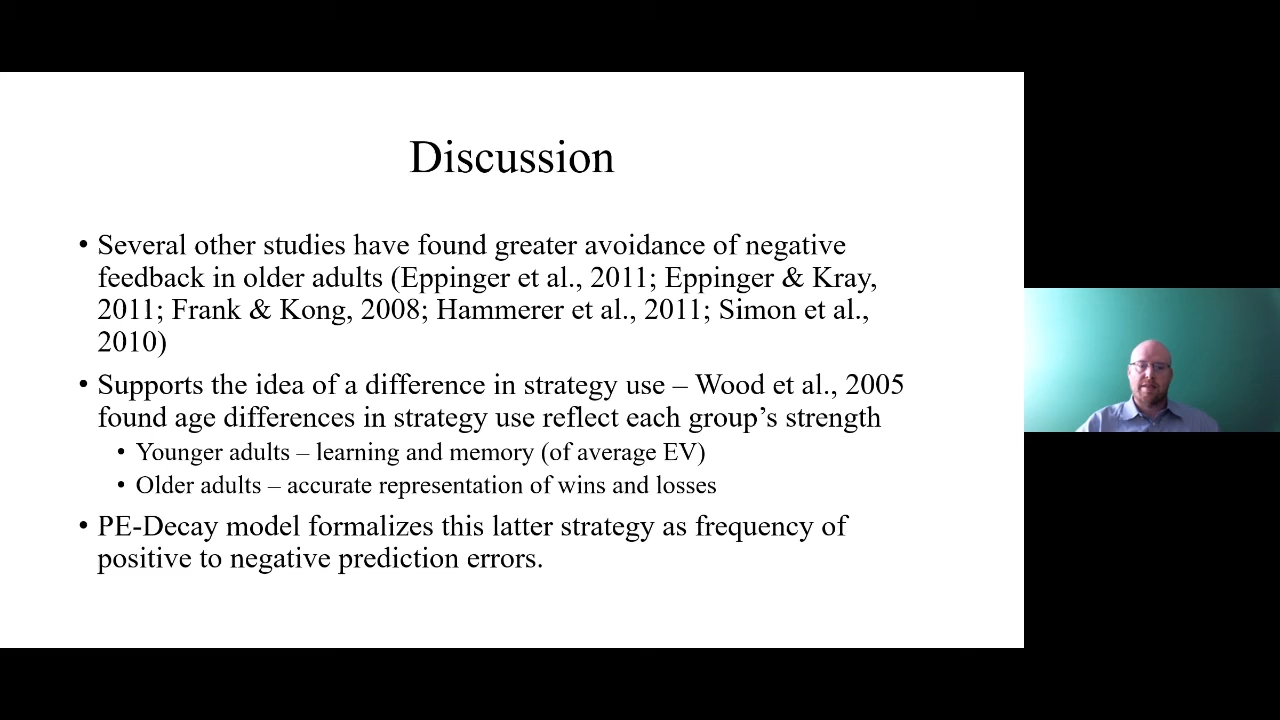 Discussion
• Several other studies have found greater avoidance of negative
feedback in older adults (Eppinger et al., 2011; Eppinger & Kray,
2011; Frank & Kong, 2008; Hammerer et al., 2011; Simon et al.,
2010)
• Supports the idea of a difference in strategy use – Wood et al., 2005
found age differences in strategy use reflect each group’s strength
• Younger adults – learning and memory (of average EV)
• Older adults – accurate representation of wins and losses
• PE-Decay model formalizes this latter strategy as frequency of
positive to negative prediction errors.